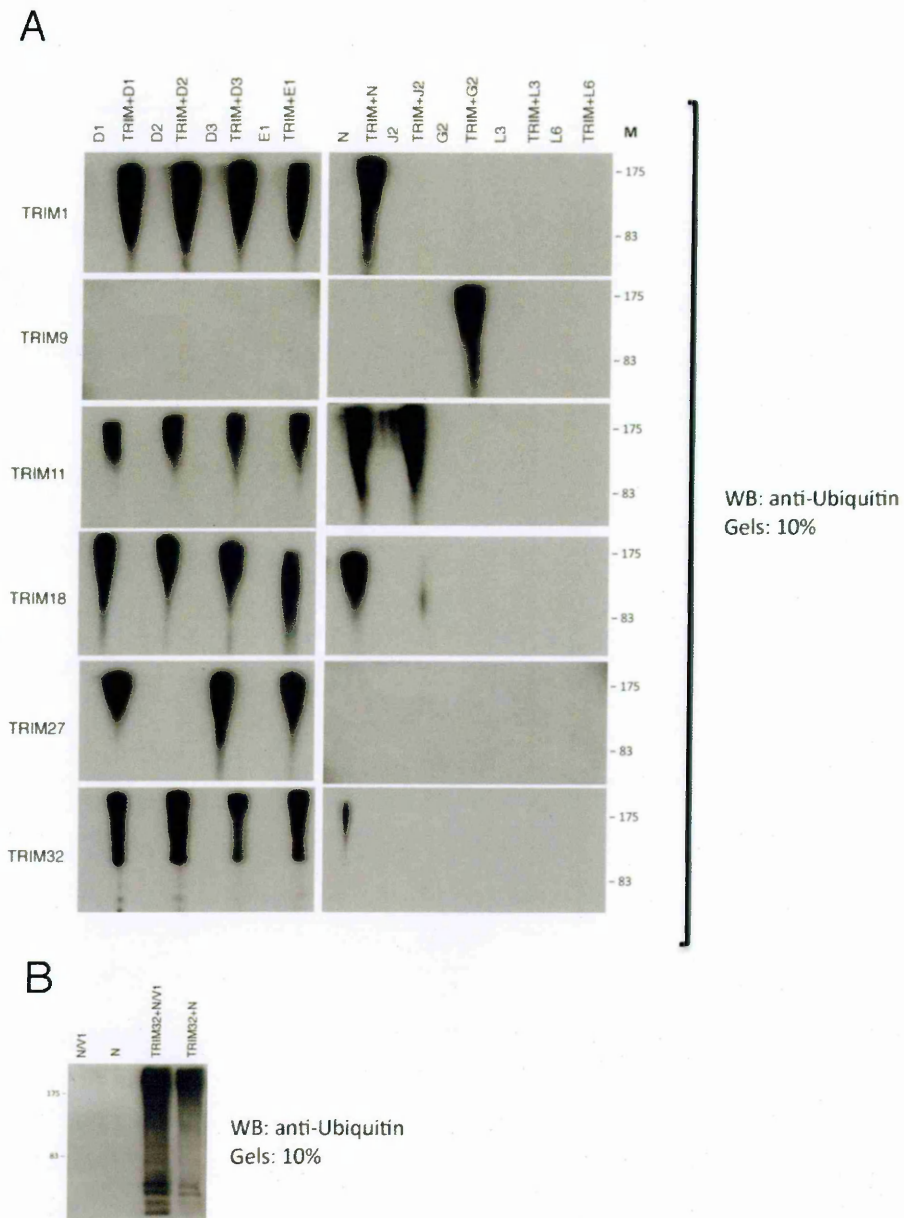 A
D1
TRIM+D1
D2
TRIM+D2
D3
TRIM+D3
E1
TRIM+E1
N
TRIM+N
J2
TRIM+J2
G2
TRIM+G2
L3
TRIM+L3
L6
TRIM+L6
M
TRIM1
- 175
- 83
TRIM9
- 175
- 83
TRIM11
- 175
- 83
TRIM18
- 175
- 83
TRIM27
- 175
- 83
TRIM32
- 175
- 83
WB: anti-Ubiquitin
Gels: 10%
B
N/V1
N
TRIM32+N/V1
TRIM32+N
175 -
83 -
WB: anti-Ubiquitin
Gels: 10%